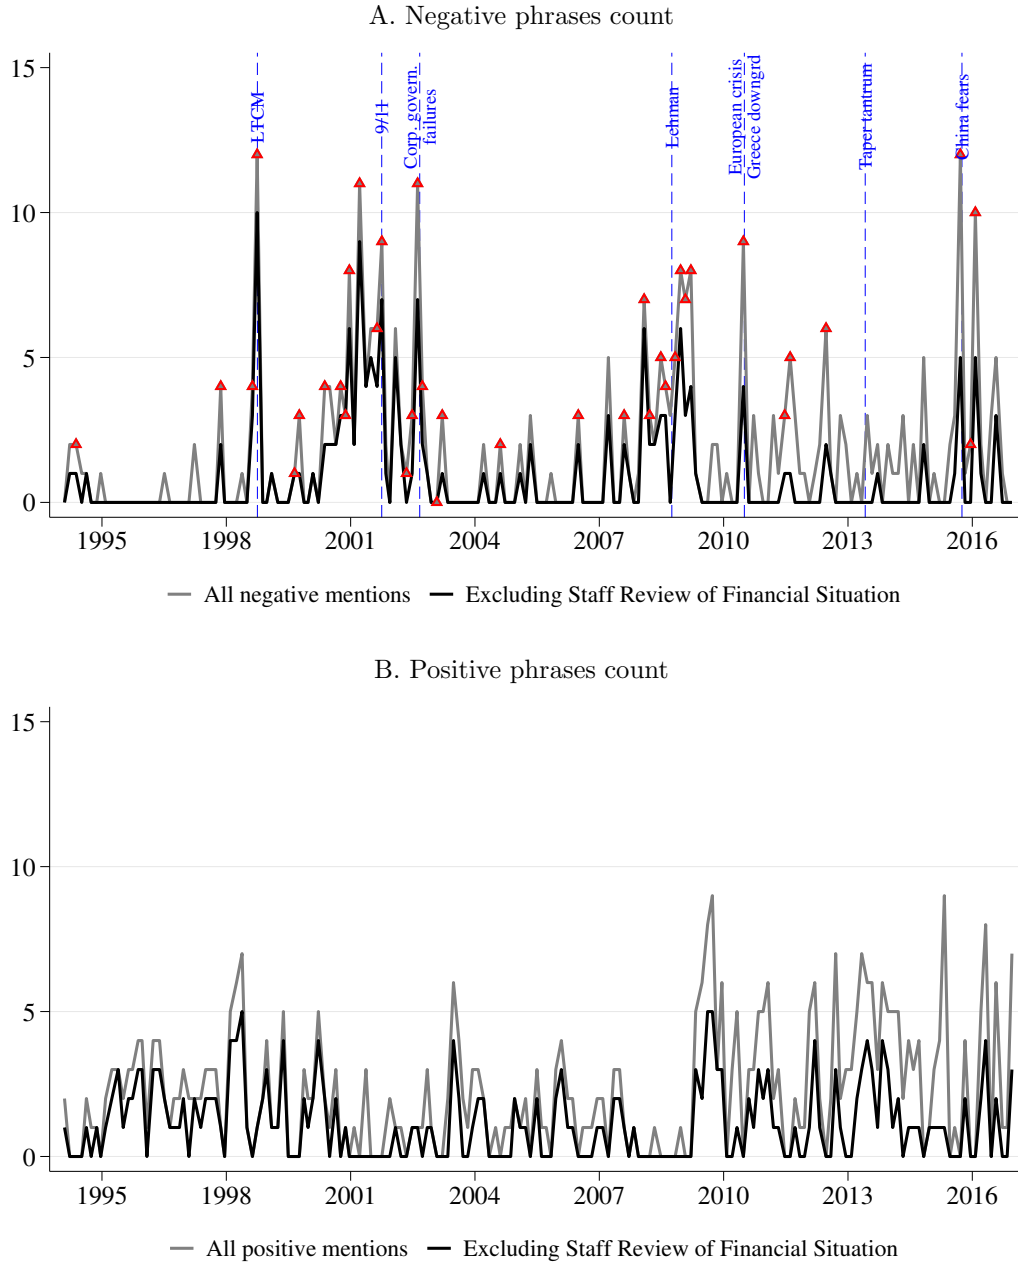 A. Negative phrases count
15
10
5
0
LTCM
9/11
Corp. govern.
failures
Lehman
European crisis
Greece downgrd
Taper tantrum
China fears
1995 1998 2001 2004 2007 2010 2013 2016
All negative mentions Excluding Staff Review of Financial Situation
B. Positive phrases count
15
10
5
0
1995 1998 2001 2004 2007 2010 2013 2016
All positive mentions Excluding Staff Review of Financial Situation